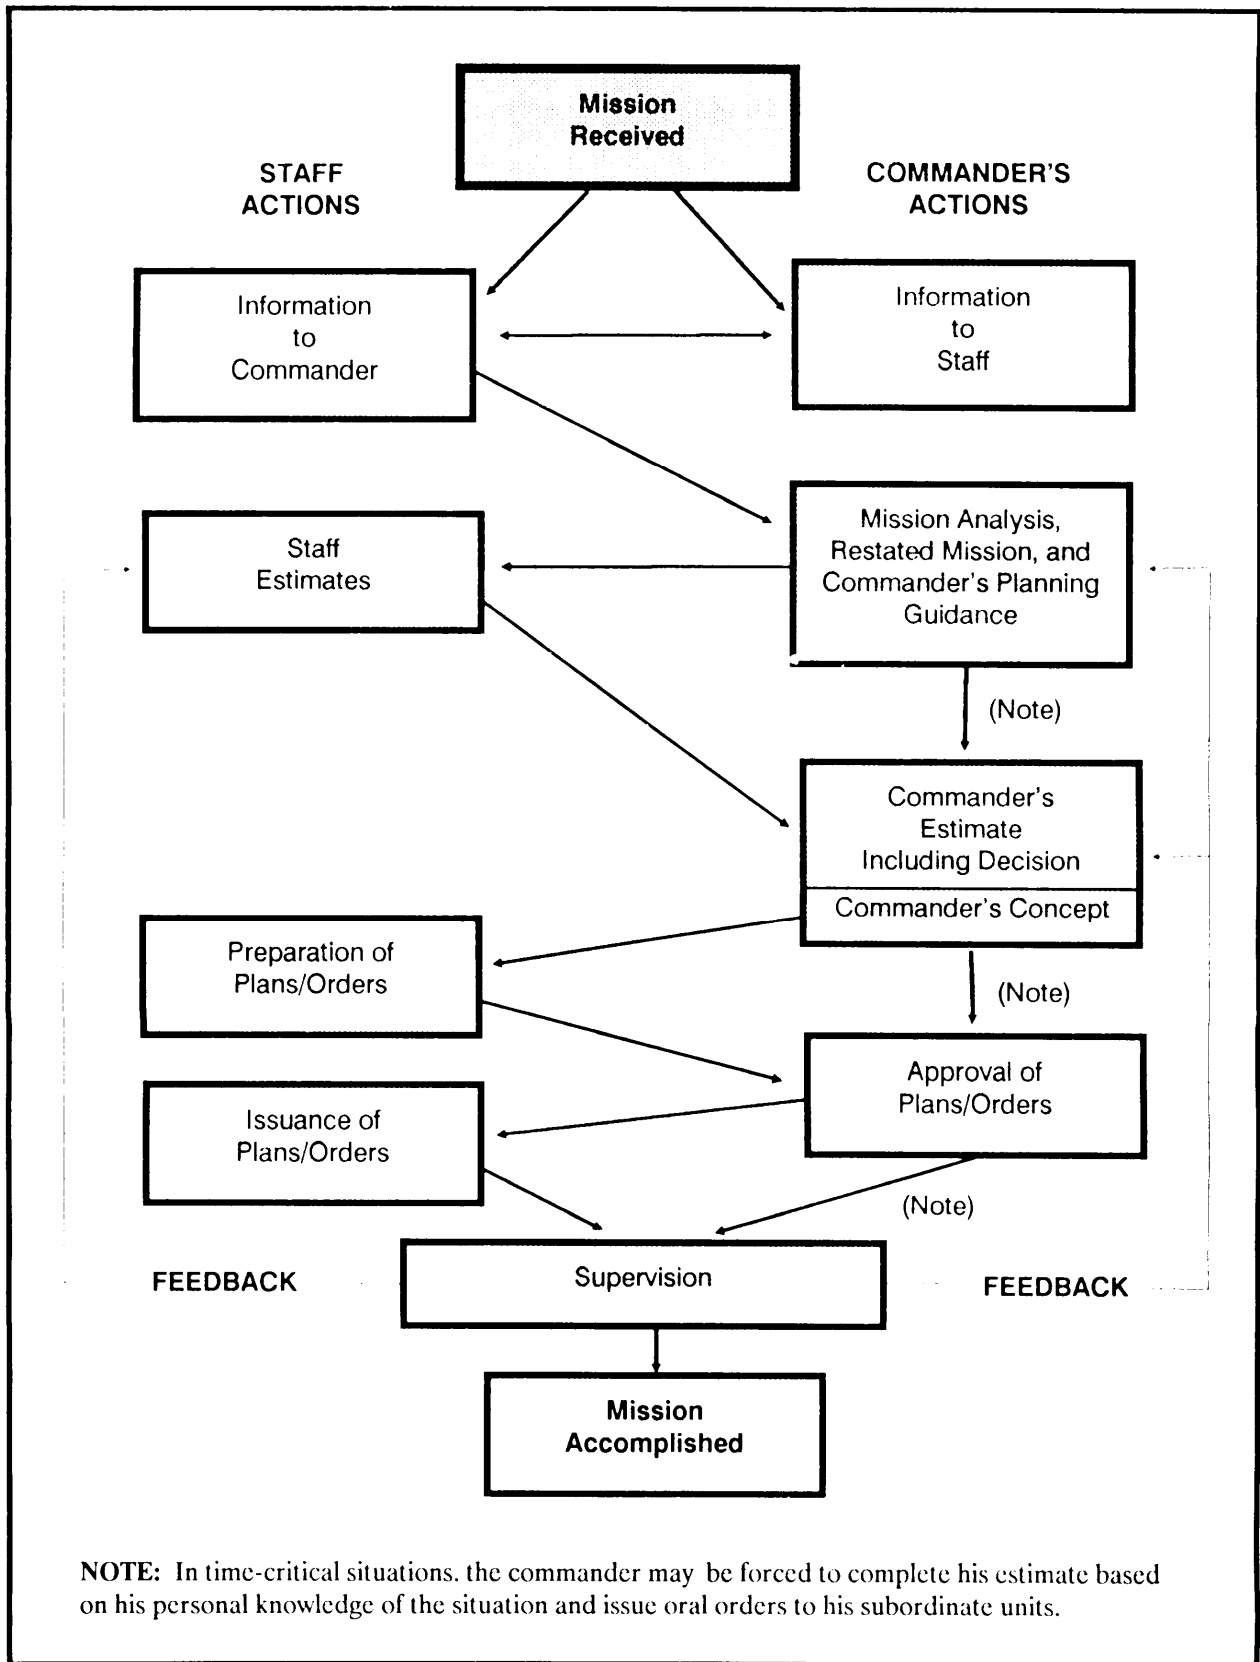 Mission
Received
STAFF
ACTIONS
COMMANDER'S
ACTIONS
Information
to
Commander
Information
to
Staff
Mission Analysis,
Restated Mission, and
Commander's Planning
Guidance
Staff
Estimates
(Note)
Commander's
Estimate
Including Decision
Commander's Concept
Preparation of
Plans/Orders
(Note)
Approval of
Plans/Orders
Issuance of
Plans/Orders
(Note)
Supervision
FEEDBACK
FEEDBACK
Mission
Accomplished
NOTE: In time-critical situations. the commander may be forced to complete his estimate based
on his personal knowledge of the situation and issue oral orders to his subordinate units.